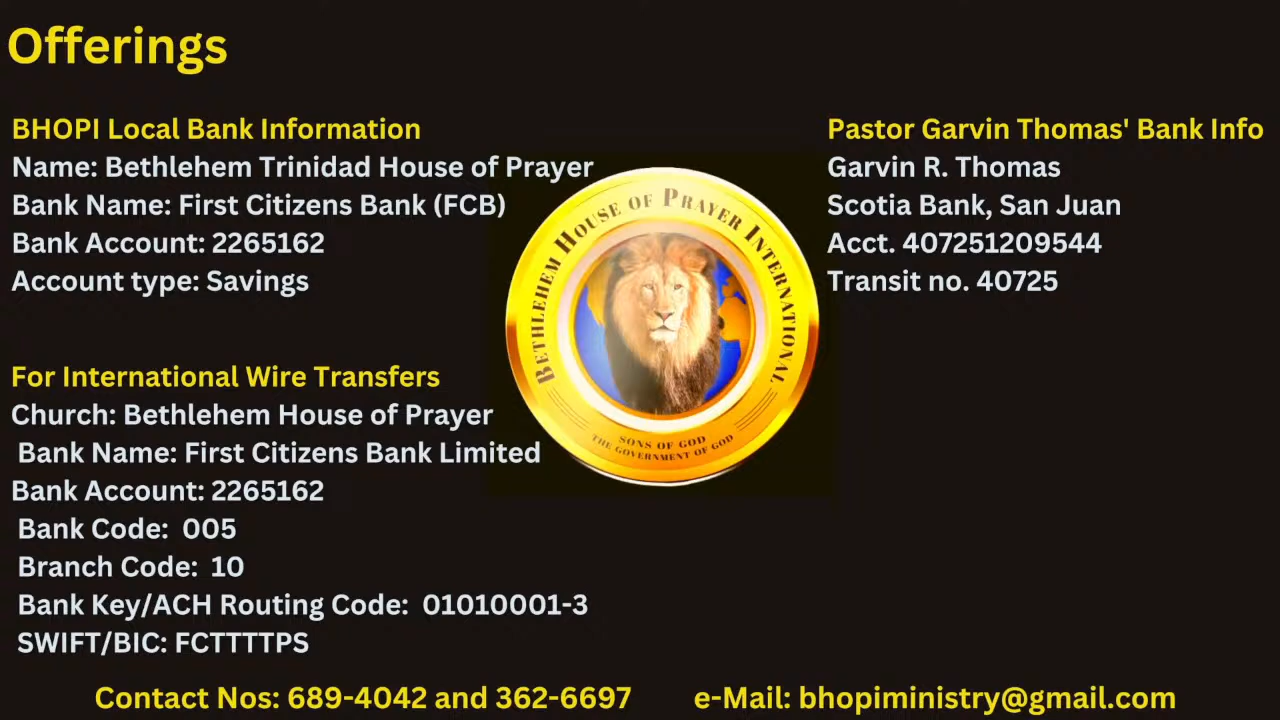 Offerings
BHOPI Local Bank Information
Name: Bethlehem Trinidad House of Prayer
Bank Name: First Citizens Bank (FCB)
Bank Account: 2265162
Account type: Savings
Pastor Garvin Thomas' Bank Info
Garvin R. Thomas
Scotia Bank, San Juan
Acct. 407251209544
Transit no. 40725
BETHLEHEM HOUSE OF PRAYER INTERNATIONAL
SONS OF GOD
THE GOVERNMENT OF GOD
For International Wire Transfers
Church: Bethlehem House of Prayer
Bank Name: First Citizens Bank Limited
Bank Account: 2265162
Bank Code: 005
Branch Code: 10
Bank Key/ACH Routing Code: 01010001-3
SWIFT/BIC: FCTTTTPS
Contact Nos: 689-4042 and 362-6697
e-Mail: bhopiministry@gmail.com